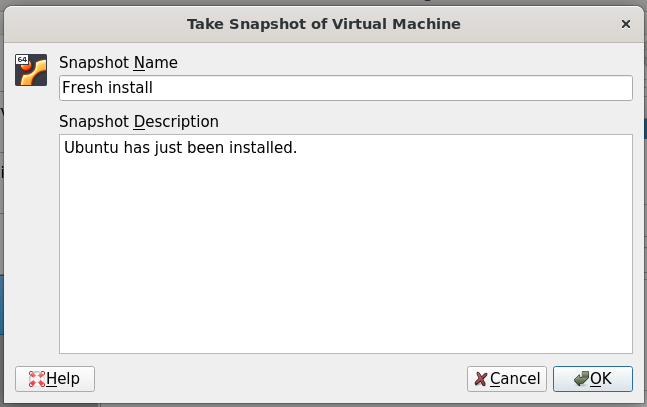 Take Snapshot of Virtual Machine
64
Snapshot Name
Fresh install
Snapshot Description
Ubuntu has just been installed.
Help
Cancel
OK